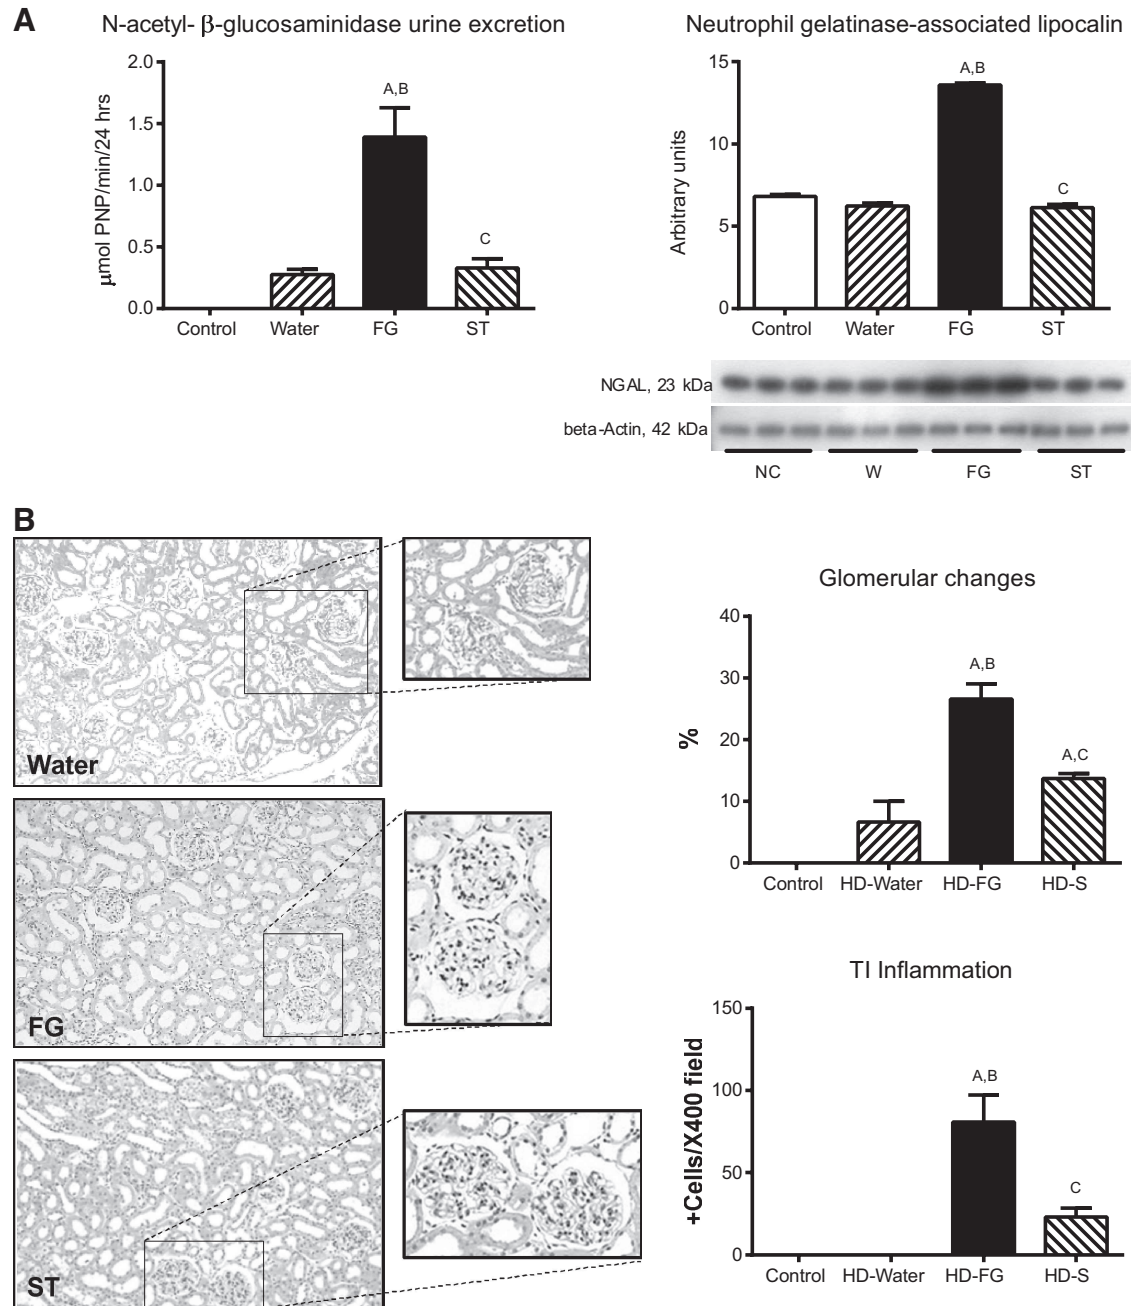 A
N-acetyl- β-glucosaminidase urine excretion
μmol PNP/min/24 hrs
2.0
1.5
1.0
0.5
0.0
A,B
C
Control Water FG ST
Neutrophil gelatinase-associated lipocalin
Arbitrary units
15
10
5
0
A,B
C
Control Water FG ST
NGAL, 23 kDa
beta-Actin, 42 kDa
NC W FG ST
B
Water
FG
ST
Glomerular changes
%
40
30
20
10
0
A,B
A,C
Control HD-Water HD-FG HD-S
TI Inflammation
+Cells/X400 field
150
100
50
0
A,B
C
Control HD-Water HD-FG HD-S